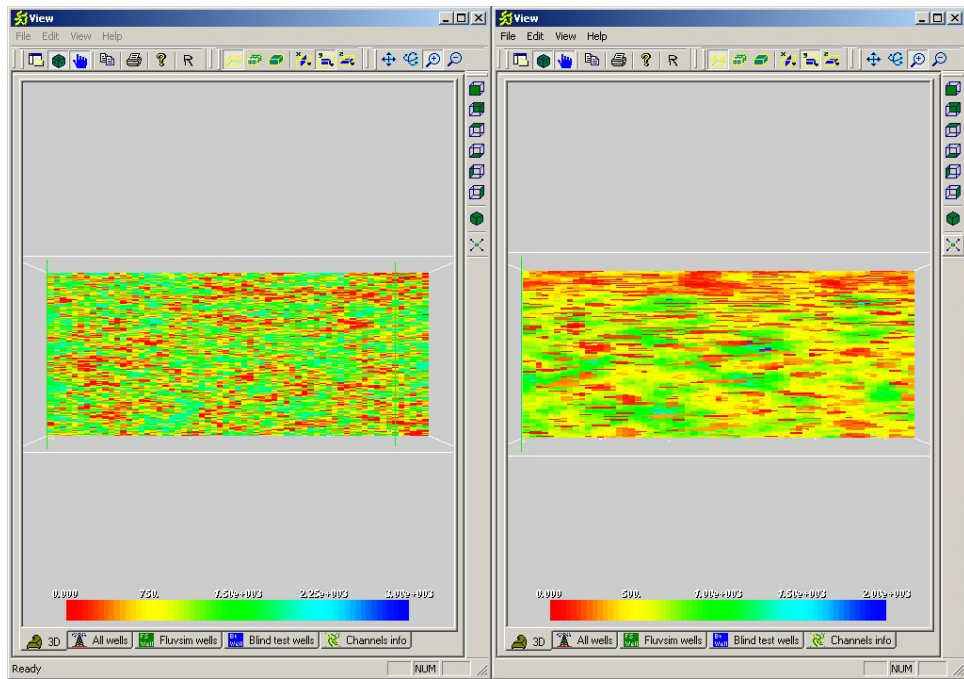 View
File Edit View Help
R
0.000 750. 1.50e+003 2.25e+003 3.00e+003
3D All wells Fluvsim wells Blind test wells Channels info
Ready NUM
View
File Edit View Help
R
0.000 500. 1.00e+003 1.50e+003 2.00e+003
3D All wells Fluvsim wells Blind test wells Channels info
NUM